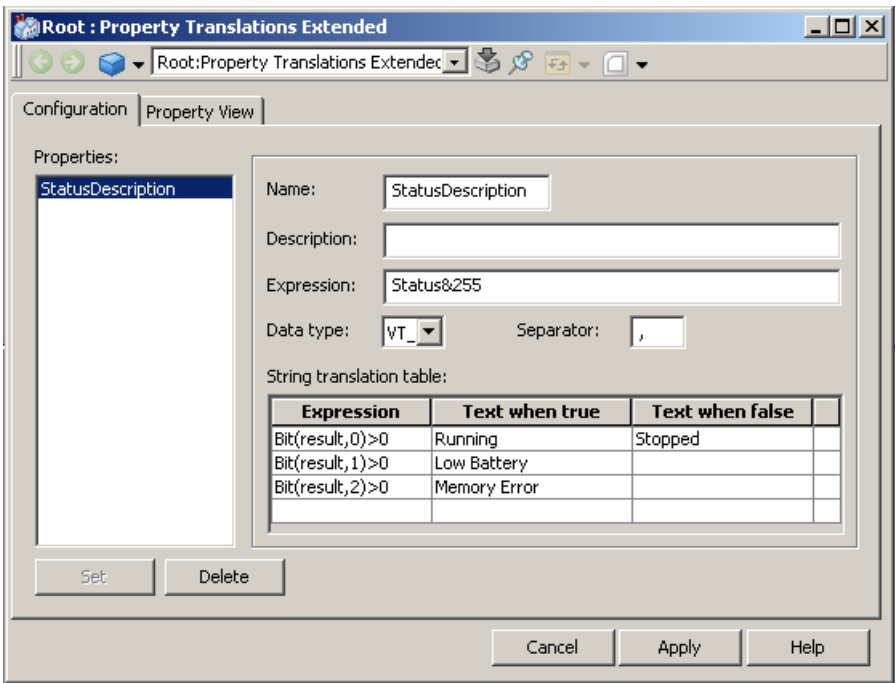 Root : Property Translations Extended
Root:Property Translations Extended
Configuration Property View
Properties:
StatusDescription
Name: StatusDescription
Description:
Expression: Status&255
Data type: VT_ Separator: ,
String translation table:
Expression Text when true Text when false
Bit(result,0)>0 Running Stopped
Bit(result,1)>0 Low Battery
Bit(result,2)>0 Memory Error
Set Delete
Cancel Apply Help